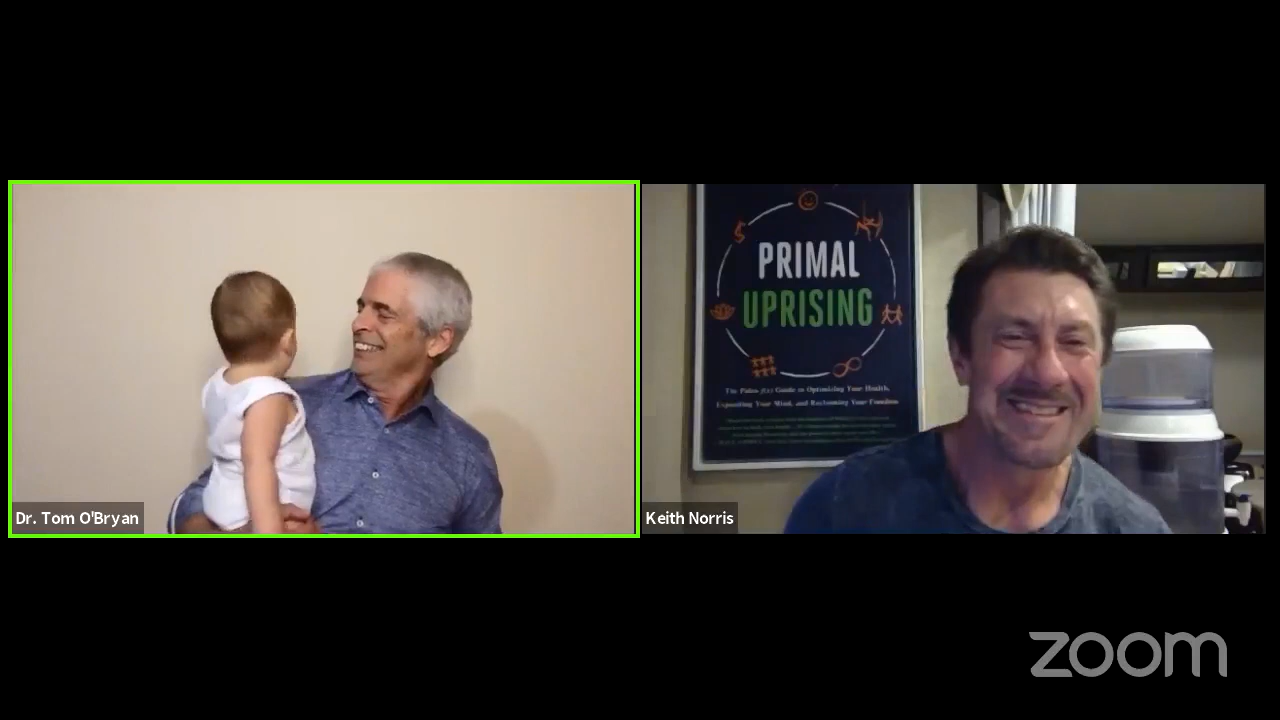 PRIMAL
UPRISING
The Paleo f(x) Guide to Optimizing Your Health,
Expanding Your Mind, and Reclaiming Your Freedom
Dr. Tom O'Bryan
Keith Norris
zoom